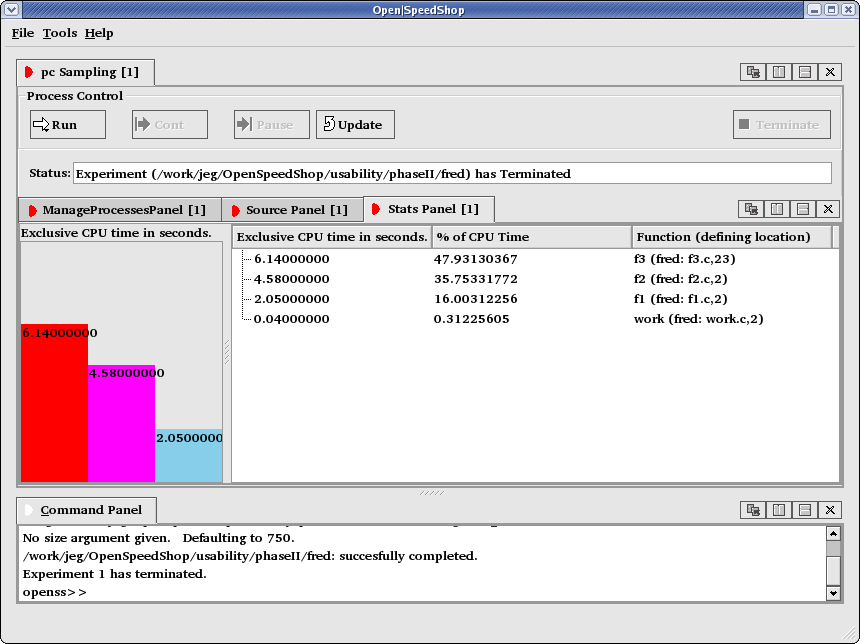 Open|SpeedShop
File Tools Help
pc Sampling [1]
Process Control
Run Cont Pause Update Terminate
Status: Experiment (/work/jeg/OpenSpeedShop/usability/phaseII/fred) has Terminated
ManageProcessesPanel [1] Source Panel [1] Stats Panel [1]
Exclusive CPU time in seconds.
6.14000000
4.58000000
2.0500000
Exclusive CPU time in seconds. % of CPU Time Function (defining location)
6.14000000 47.93130367 f3 (fred: f3.c,23)
4.58000000 35.75331772 f2 (fred: f2.c,2)
2.05000000 16.00312256 f1 (fred: f1.c,2)
0.04000000 0.31225605 work (fred: work.c,2)
Command Panel
No size argument given. Defaulting to 750.
/work/jeg/OpenSpeedShop/usability/phaseII/fred: succesfully completed.
Experiment 1 has terminated.
openss>>